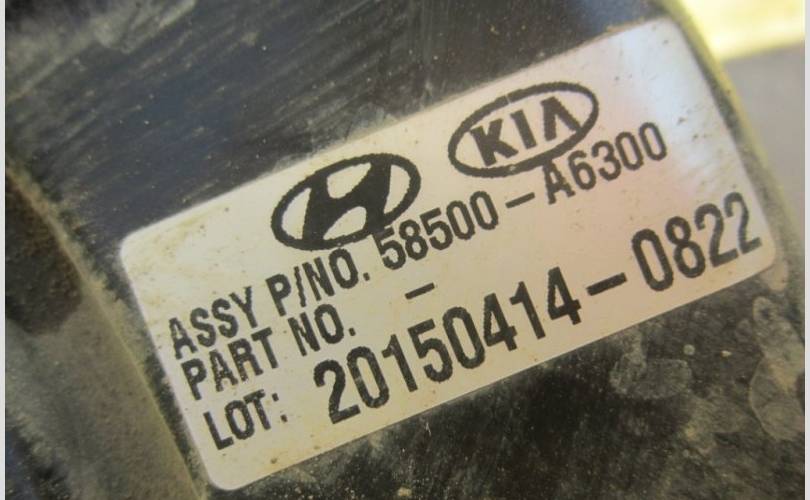 KIA
ASSY P/NO. 58500-A6300
PART NO. -
LOT: 20150414-0822